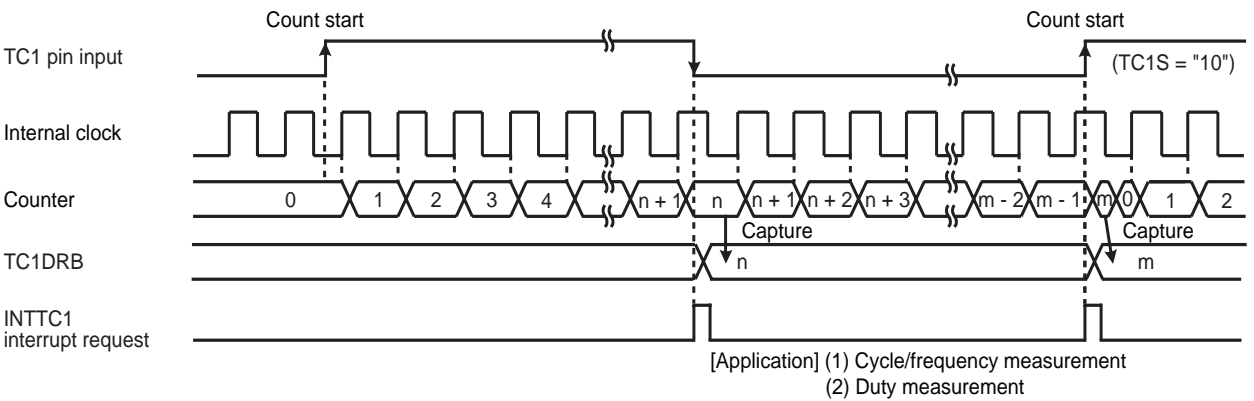 Count start
Count start
TC1 pin input
(TC1S = "10")
Internal clock
Counter
0
1
2
3
4
n + 1
n
n + 1
n + 2
n + 3
m - 2
m - 1
m
0
1
2
Capture
Capture
TC1DRB
n
m
INTTC1
interrupt request
[Application] (1) Cycle/frequency measurement
(2) Duty measurement